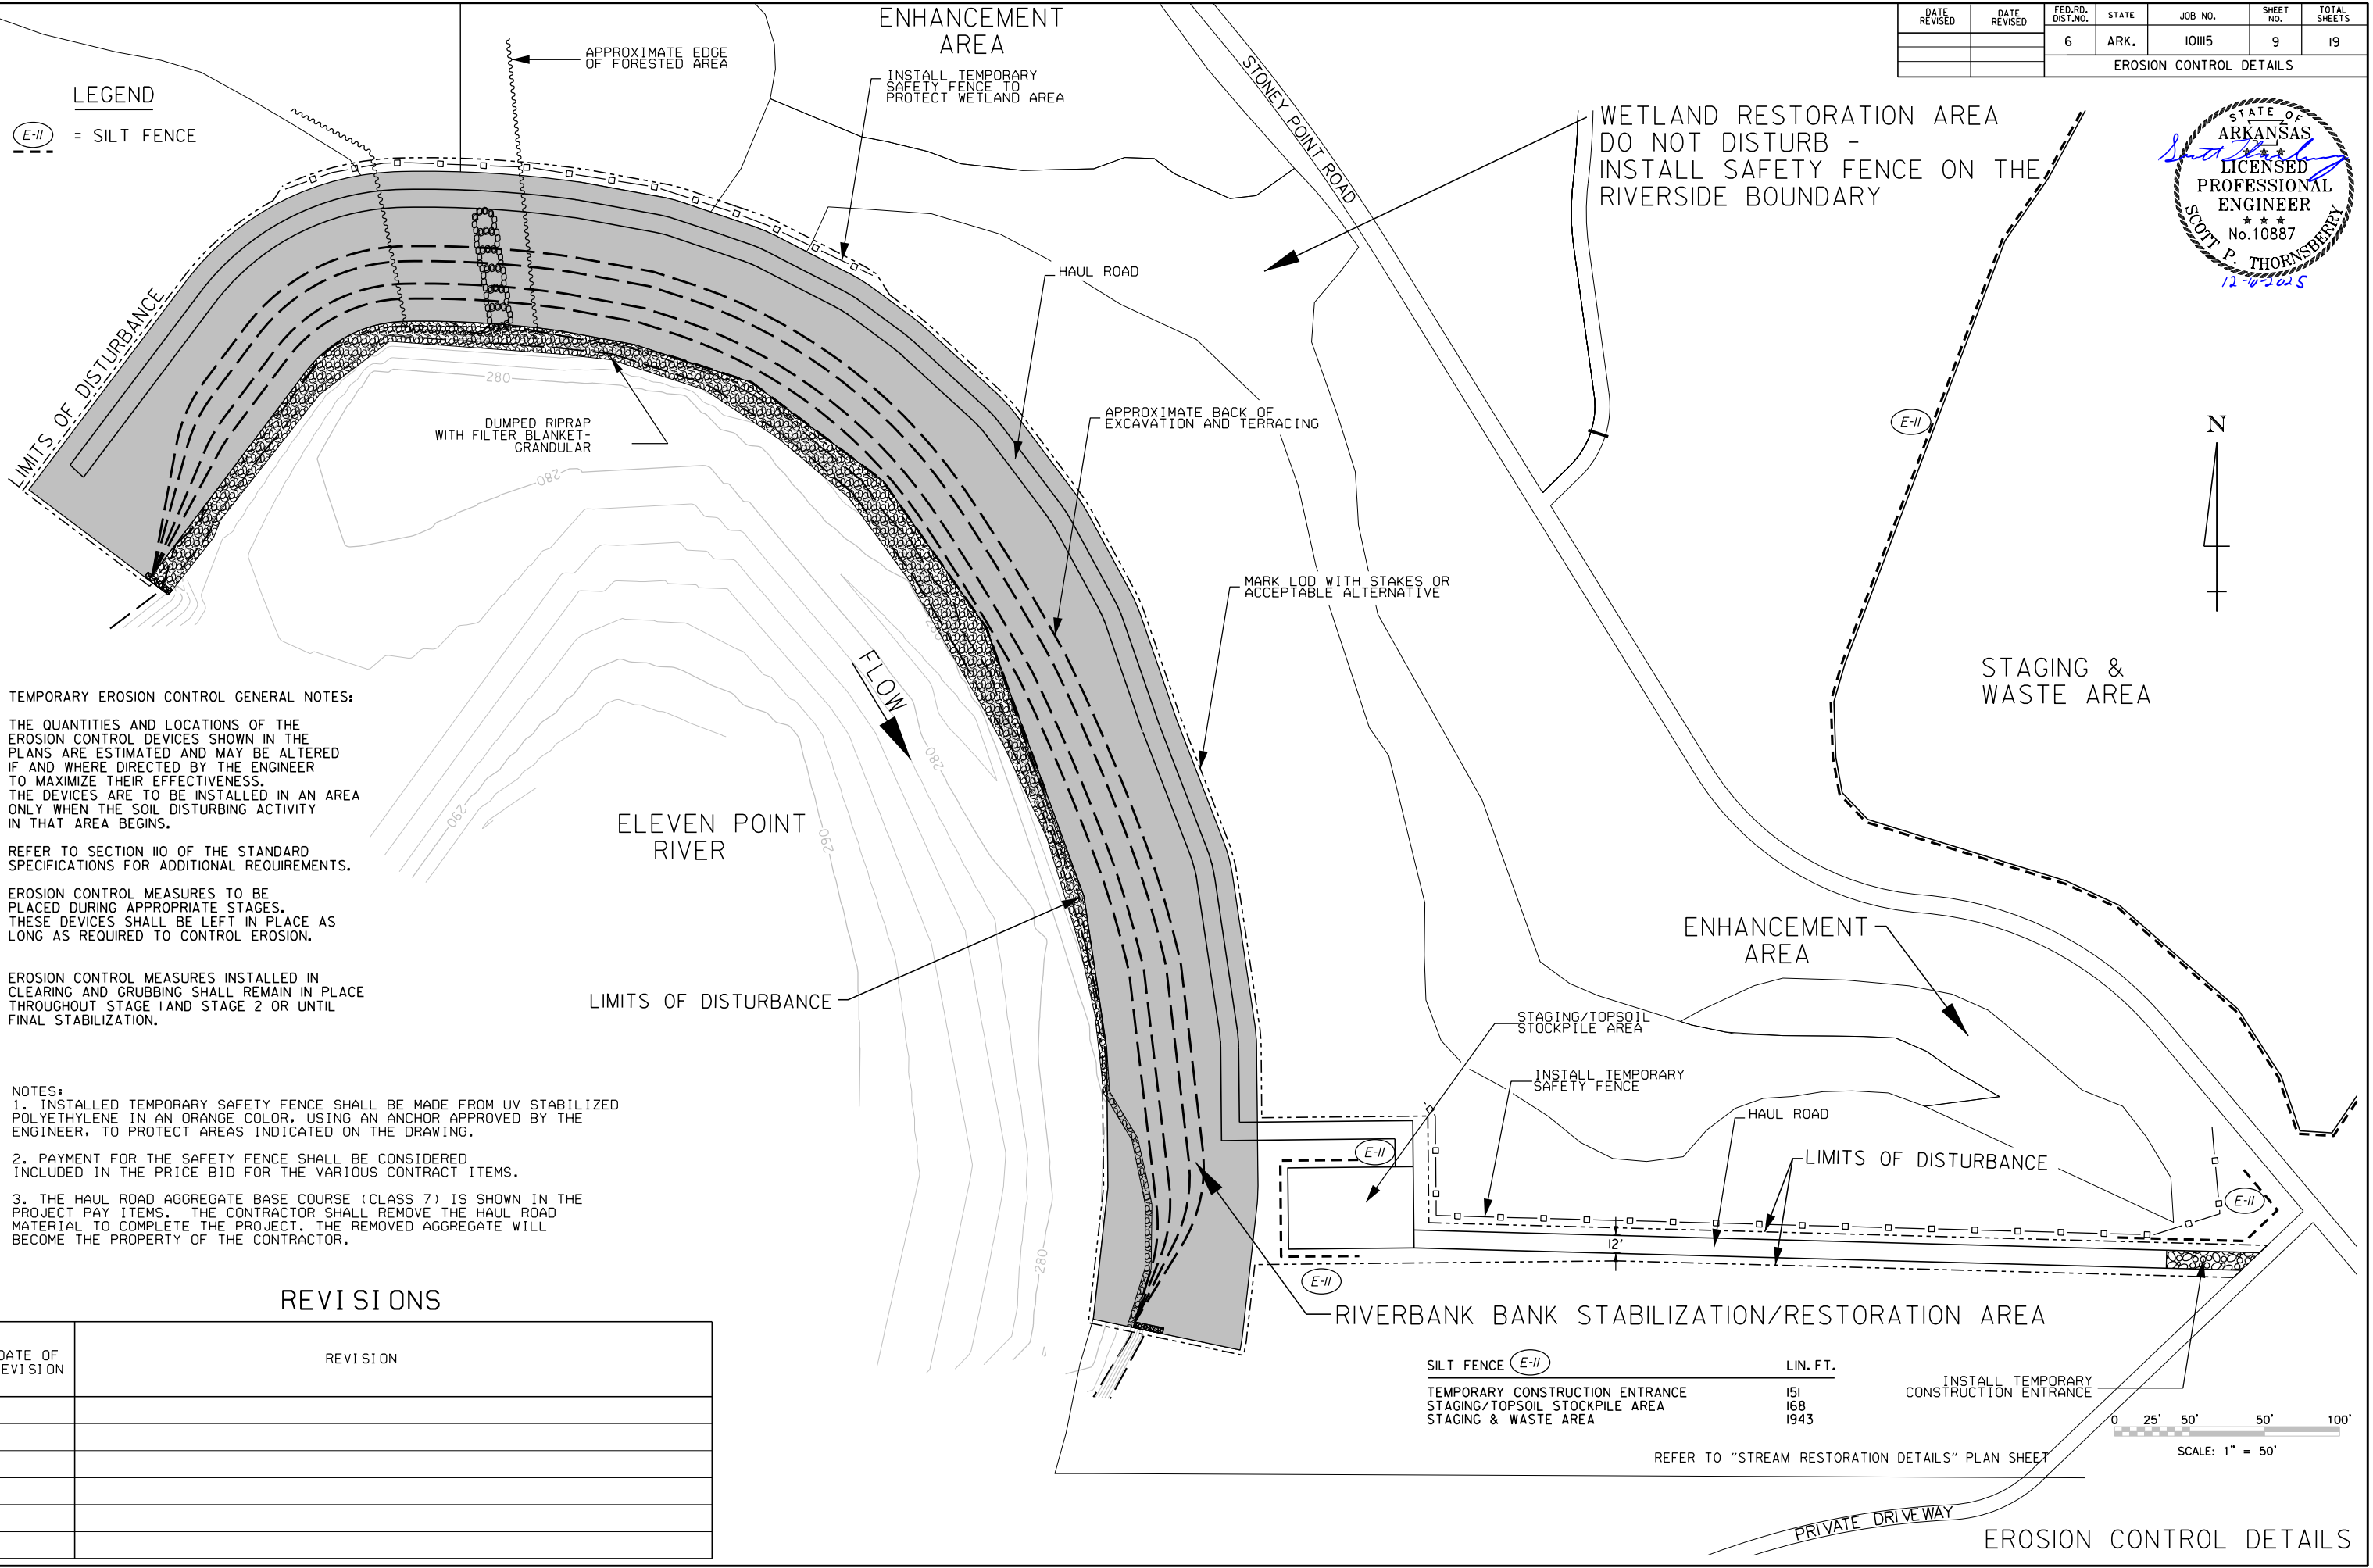 DATE REVISED
DATE REVISED
FED.RD. DIST.NO.
STATE
JOB NO.
SHEET NO.
TOTAL SHEETS
6
ARK.
101115
9
19
EROSION CONTROL DETAILS
STATE OF
ARKANSAS
LICENSED
PROFESSIONAL
ENGINEER
No.10887
SCOTT P. THORNSBERRY
12-10-2025
ENHANCEMENT
AREA
APPROXIMATE EDGE
OF FORESTED AREA
INSTALL TEMPORARY
SAFETY FENCE TO
PROTECT WETLAND AREA
STONEY POINT ROAD
LEGEND
E-11 = SILT FENCE
WETLAND RESTORATION AREA
DO NOT DISTURB -
INSTALL SAFETY FENCE ON THE
RIVERSIDE BOUNDARY
HAUL ROAD
LIMITS OF DISTURBANCE
280
DUMPED RIPRAP
WITH FILTER BLANKET-
GRANDULAR
APPROXIMATE BACK OF
EXCAVATION AND TERRACING
E-11
N
280
MARK LOD WITH STAKES OR
ACCEPTABLE ALTERNATIVE
FLOW
STAGING &
WASTE AREA
280
290
290
ELEVEN POINT
RIVER
TEMPORARY EROSION CONTROL GENERAL NOTES:
THE QUANTITIES AND LOCATIONS OF THE
EROSION CONTROL DEVICES SHOWN IN THE
PLANS ARE ESTIMATED AND MAY BE ALTERED
IF AND WHERE DIRECTED BY THE ENGINEER
TO MAXIMIZE THEIR EFFECTIVENESS.
THE DEVICES ARE TO BE INSTALLED IN AN AREA
ONLY WHEN THE SOIL DISTURBING ACTIVITY
IN THAT AREA BEGINS.
REFER TO SECTION 110 OF THE STANDARD
SPECIFICATIONS FOR ADDITIONAL REQUIREMENTS.
EROSION CONTROL MEASURES TO BE
PLACED DURING APPROPRIATE STAGES.
THESE DEVICES SHALL BE LEFT IN PLACE AS
LONG AS REQUIRED TO CONTROL EROSION.
EROSION CONTROL MEASURES INSTALLED IN
CLEARING AND GRUBBING SHALL REMAIN IN PLACE
THROUGHOUT STAGE 1 AND STAGE 2 OR UNTIL
FINAL STABILIZATION.
LIMITS OF DISTURBANCE
ENHANCEMENT
AREA
STAGING/TOPSOIL
STOCKPILE AREA
INSTALL TEMPORARY
SAFETY FENCE
HAUL ROAD
LIMITS OF DISTURBANCE
E-11
E-11
E-11
12'
280
NOTES:
1. INSTALLED TEMPORARY SAFETY FENCE SHALL BE MADE FROM UV STABILIZED
POLYETHYLENE IN AN ORANGE COLOR, USING AN ANCHOR APPROVED BY THE
ENGINEER, TO PROTECT AREAS INDICATED ON THE DRAWING.
2. PAYMENT FOR THE SAFETY FENCE SHALL BE CONSIDERED
INCLUDED IN THE PRICE BID FOR THE VARIOUS CONTRACT ITEMS.
3. THE HAUL ROAD AGGREGATE BASE COURSE (CLASS 7) IS SHOWN IN THE
PROJECT PAY ITEMS. THE CONTRACTOR SHALL REMOVE THE HAUL ROAD
MATERIAL TO COMPLETE THE PROJECT. THE REMOVED AGGREGATE WILL
BECOME THE PROPERTY OF THE CONTRACTOR.
RIVERBANK BANK STABILIZATION/RESTORATION AREA
REVISIONS
DATE OF REVISION
REVISION
SILT FENCE E-11 LIN. FT.
TEMPORARY CONSTRUCTION ENTRANCE 151
STAGING/TOPSOIL STOCKPILE AREA 168
STAGING & WASTE AREA 1943
INSTALL TEMPORARY
CONSTRUCTION ENTRANCE
0 25' 50' 50' 100'
SCALE: 1" = 50'
REFER TO "STREAM RESTORATION DETAILS" PLAN SHEET
PRIVATE DRIVEWAY
EROSION CONTROL DETAILS